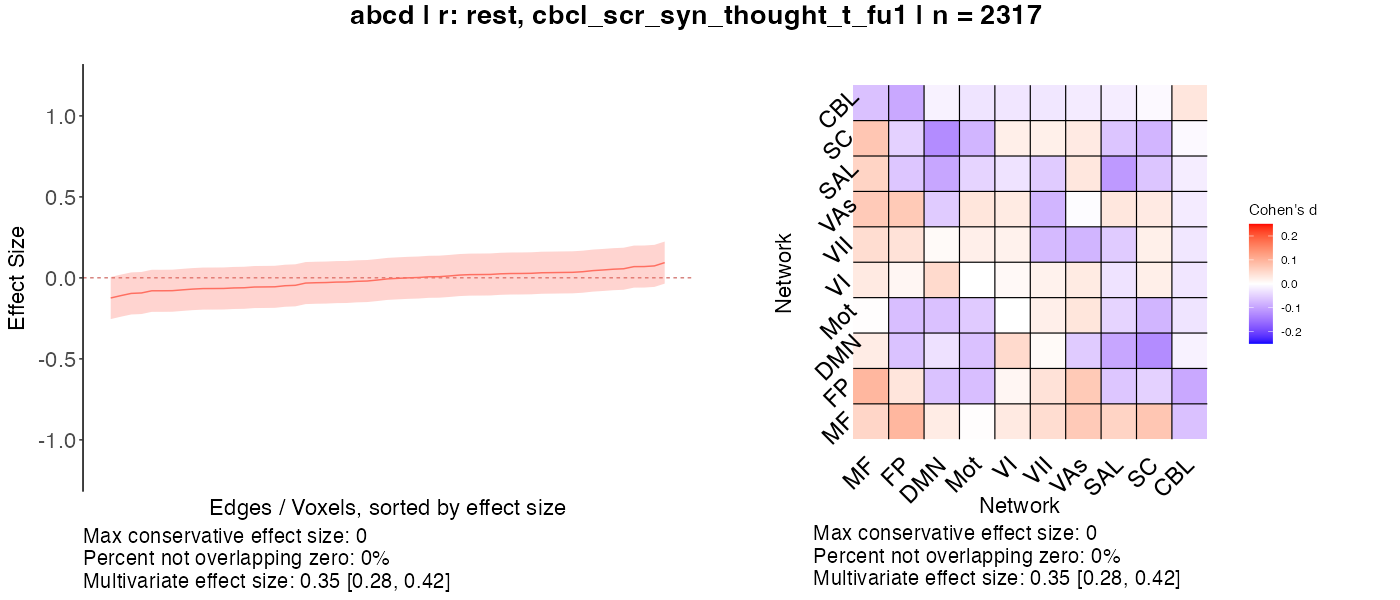 abcd | r: rest, cbcl_scr_syn_thought_t_fu1 | n = 2317
Effect Size
1.0
0.5
0.0
-0.5
-1.0
Edges / Voxels, sorted by effect size
Max conservative effect size: 0
Percent not overlapping zero: 0%
Multivariate effect size: 0.35 [0.28, 0.42]
Network
CBL
SC
SAL
VAs
VII
VI
Mot
DMN
FP
MF
MF
FP
DMN
Mot
VI
VII
VAs
SAL
SC
CBL
Network
Max conservative effect size: 0
Percent not overlapping zero: 0%
Multivariate effect size: 0.35 [0.28, 0.42]
Cohen's d
0.2
0.1
0.0
-0.1
-0.2